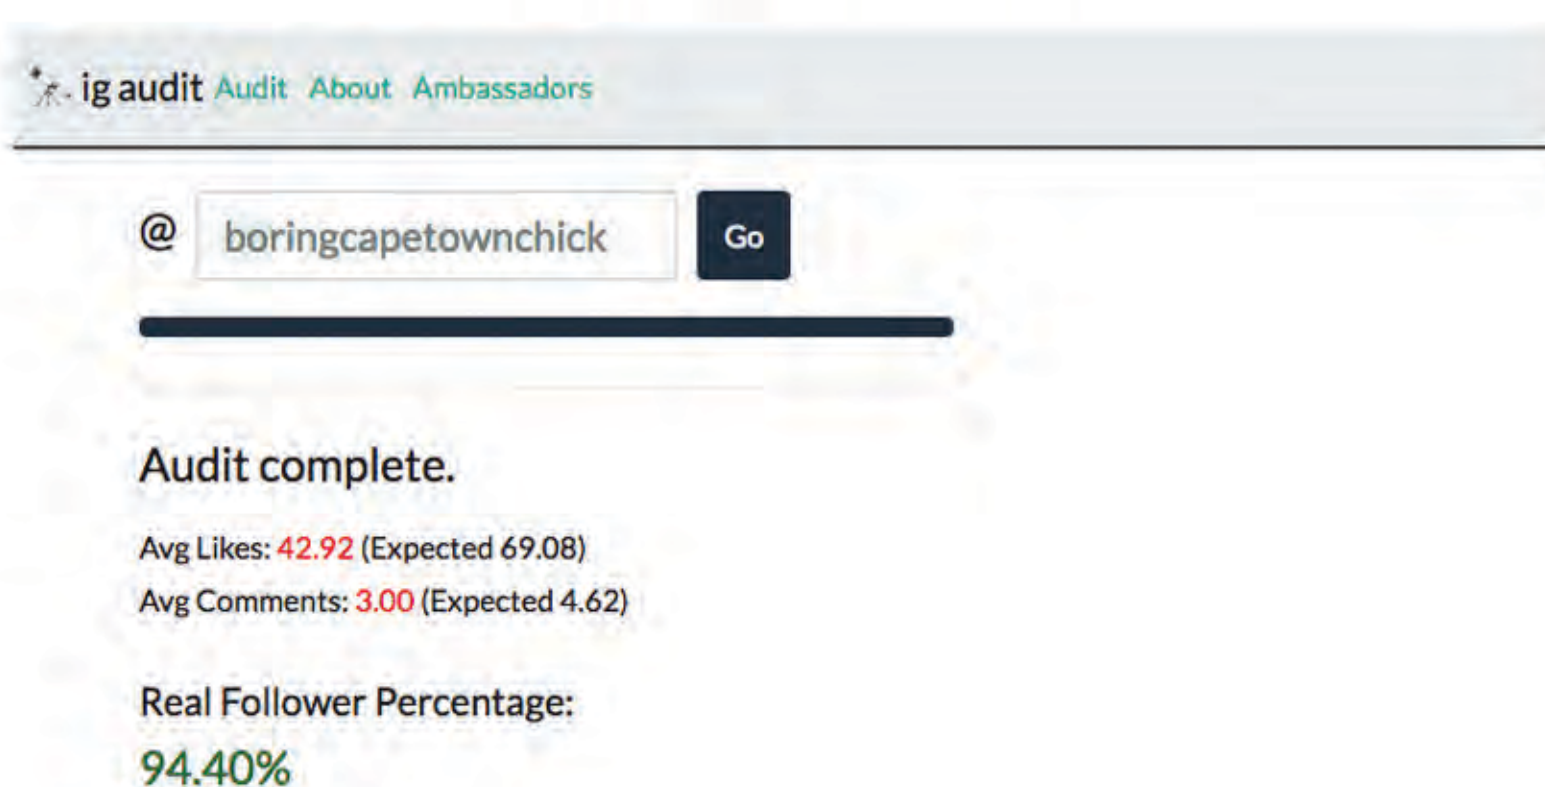 ig audit Audit About Ambassadors
@ boringcapetownchick Go
Audit complete.
Avg Likes: 42.92 (Expected 69.08)
Avg Comments: 3.00 (Expected 4.62)
Real Follower Percentage:
94.40%